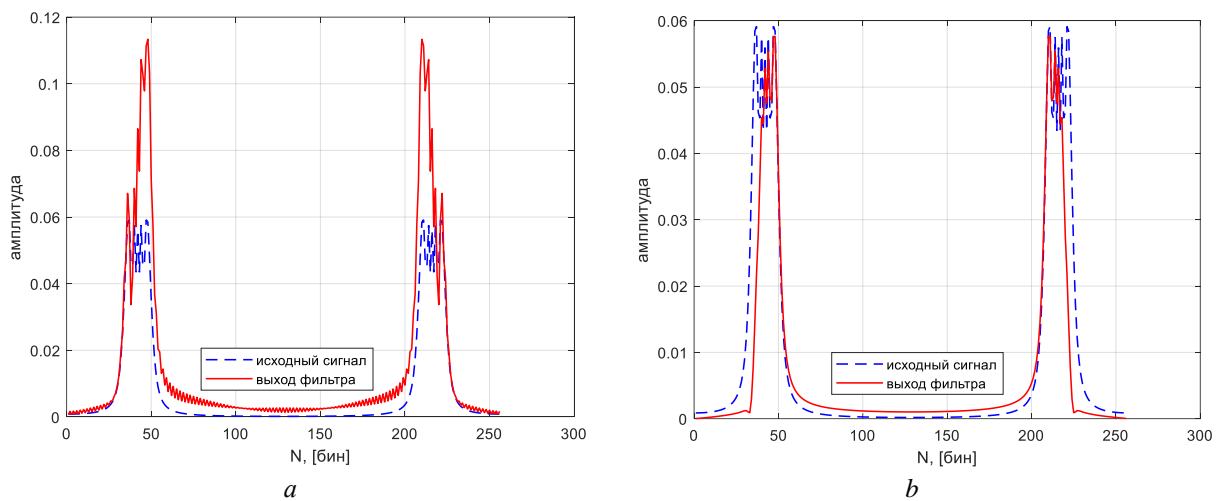 0.12
0.1
0.08
0.06
0.04
0.02
0
амплитуда
исходный сигнал
выход фильтра
0 50 100 150 200 250 300
N, [бин]
a
0.06
0.05
0.04
0.03
0.02
0.01
0
амплитуда
исходный сигнал
выход фильтра
0 50 100 150 200 250 300
N, [бин]
b